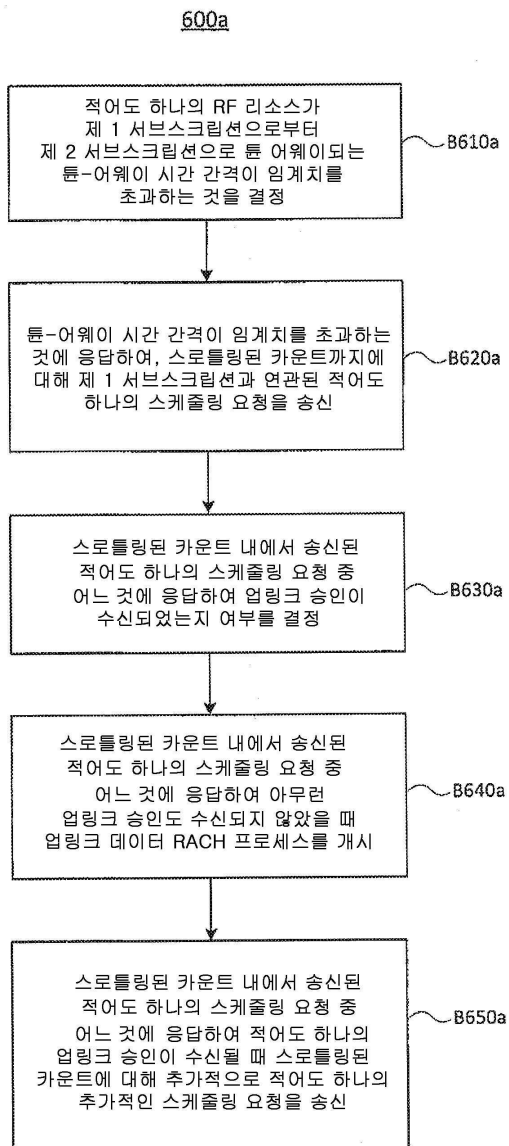 600a
적어도 하나의 RF 리소스가
제 1 서브스크립션으로부터
제 2 서브스크립션으로 튠 어웨이되는
튠-어웨이 시간 간격이 임계치를
초과하는 것을 결정
B610a
튠-어웨이 시간 간격이 임계치를 초과하는
것에 응답하여, 스로틀링된 카운트까지에
대해 제 1 서브스크립션과 연관된 적어도
하나의 스케줄링 요청을 송신
B620a
스로틀링된 카운트 내에서 송신된
적어도 하나의 스케줄링 요청 중
어느 것에 응답하여 업링크 승인이
수신되었는지 여부를 결정
B630a
스로틀링된 카운트 내에서 송신된
적어도 하나의 스케줄링 요청 중
어느 것에 응답하여 아무런
업링크 승인도 수신되지 않았을 때
업링크 데이터 RACH 프로세스를 개시
B640a
스로틀링된 카운트 내에서 송신된
적어도 하나의 스케줄링 요청 중
어느 것에 응답하여 적어도 하나의
업링크 승인이 수신될 때 스로틀링된
카운트에 대해 추가적으로 적어도 하나의
추가적인 스케줄링 요청을 송신
B650a